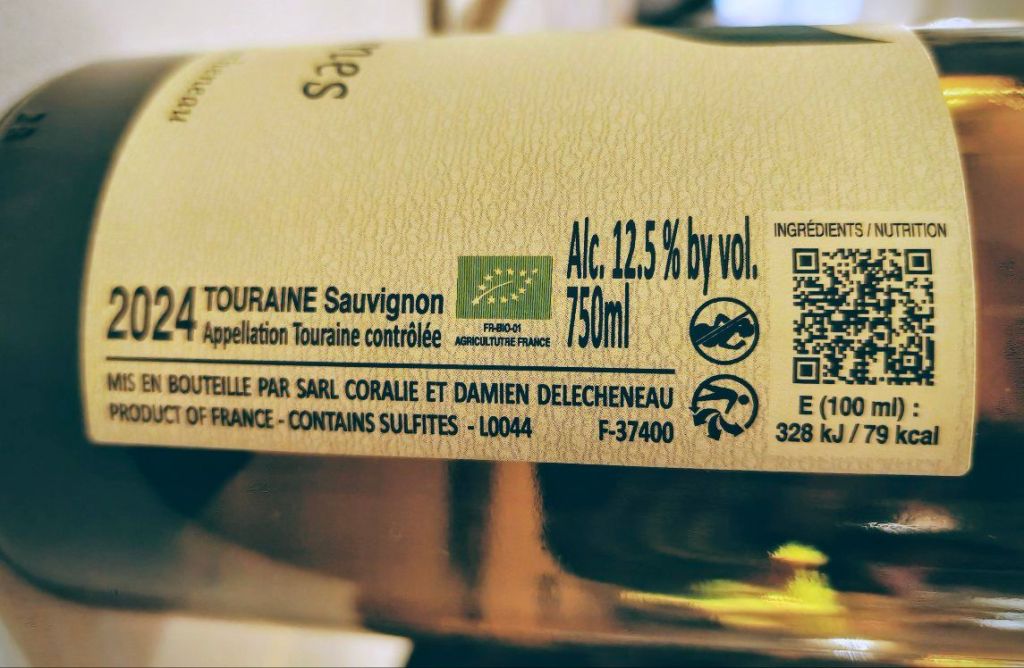 2024 TOURAINE Sauvignon
Appellation Touraine contrôlée
FR-BIO-01
AGRICULTUTRE FRANCE
Alc. 12.5 % by vol.
750ml
MIS EN BOUTEILLE PAR SARL CORALIE ET DAMIEN DELECHENEAU
PRODUCT OF FRANCE - CONTAINS SULFITES - L0044 F-37400
INGRÉDIENTS / NUTRITION
E (100 ml) :
328 kJ / 79 kcal